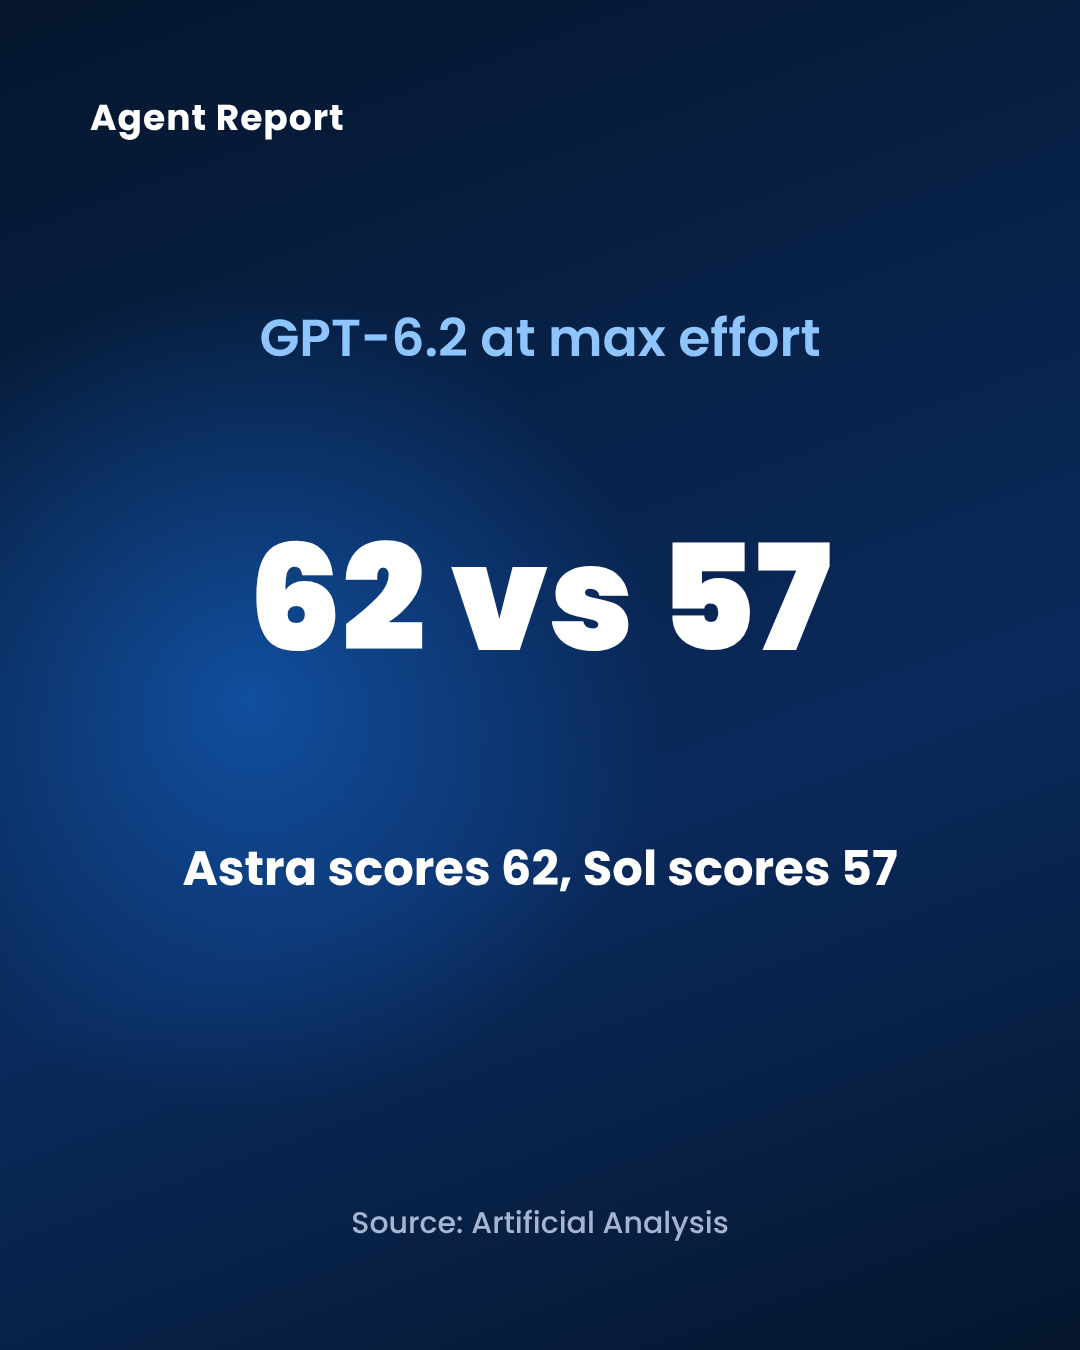 Agent Report
GPT-6.2 at max effort
62 vs 57
Astra scores 62, Sol scores 57
Source: Artificial Analysis